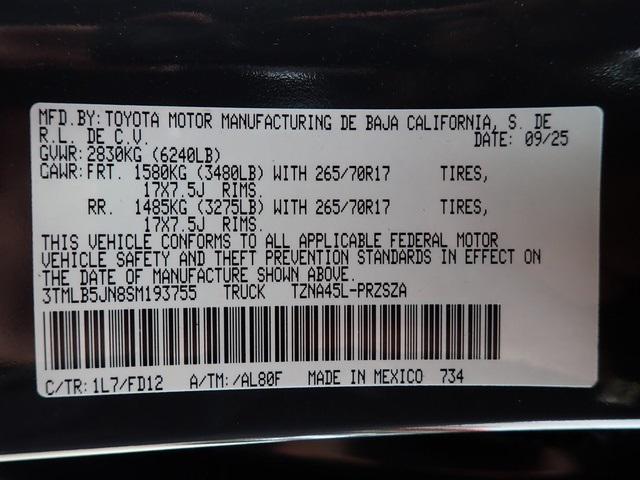 MFD.BY: TOYOTA MOTOR MANUFACTURING DE BAJA CALIFORNIA, S. DE
R.L. DE C.V. DATE: 09/25
GVWR: 2830KG (6240LB)
GAWR: FRT. 1580KG (3480LB) WITH 265/70R17 TIRES,
17X7.5J RIMS.
RR. 1485KG (3275LB) WITH 265/70R17 TIRES,
17X7.5J RIMS.
THIS VEHICLE CONFORMS TO ALL APPLICABLE FEDERAL MOTOR
VEHICLE SAFETY AND THEFT PREVENTION STANDARDS IN EFFECT ON
THE DATE OF MANUFACTURE SHOWN ABOVE.
3TMLB5JN8SM193755 TRUCK TZNA45L-PRZSZA
C/TR: 1L7/FD12 A/TM: /AL80F MADE IN MEXICO 734